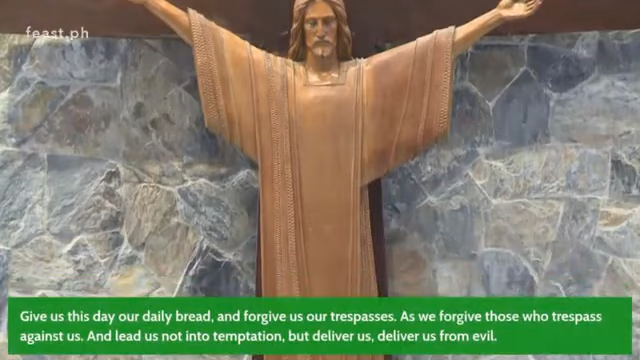 feast.ph
Give us this day our daily bread, and forgive us our trespasses. As we forgive those who trespass
against us. And lead us not into temptation, but deliver us, deliver us from evil.